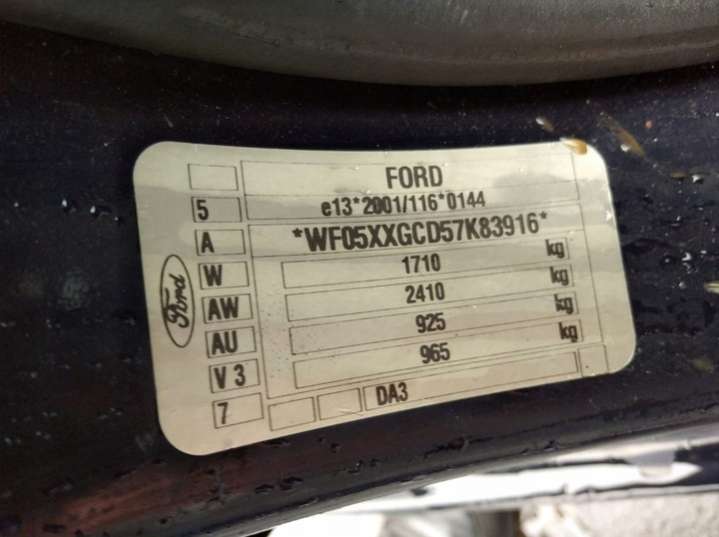 FORD
5 e13*2001/116*0144
A *WF05XXGCD57K83916*
W 1710 kg
AW 2410 kg
AU 925 kg
V 3 965 kg
7 DA3
Ford